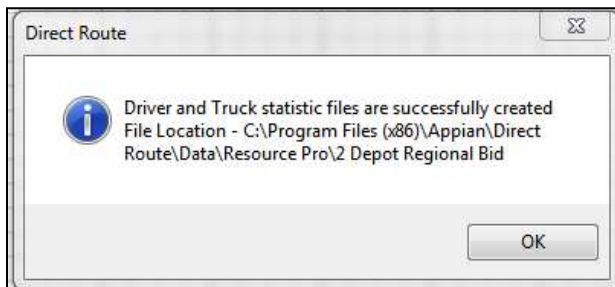 Direct Route
Driver and Truck statistic files are successfully created
File Location - C:\Program Files (x86)\Appian\Direct
Route\Data\Resource Pro\2 Depot Regional Bid
OK